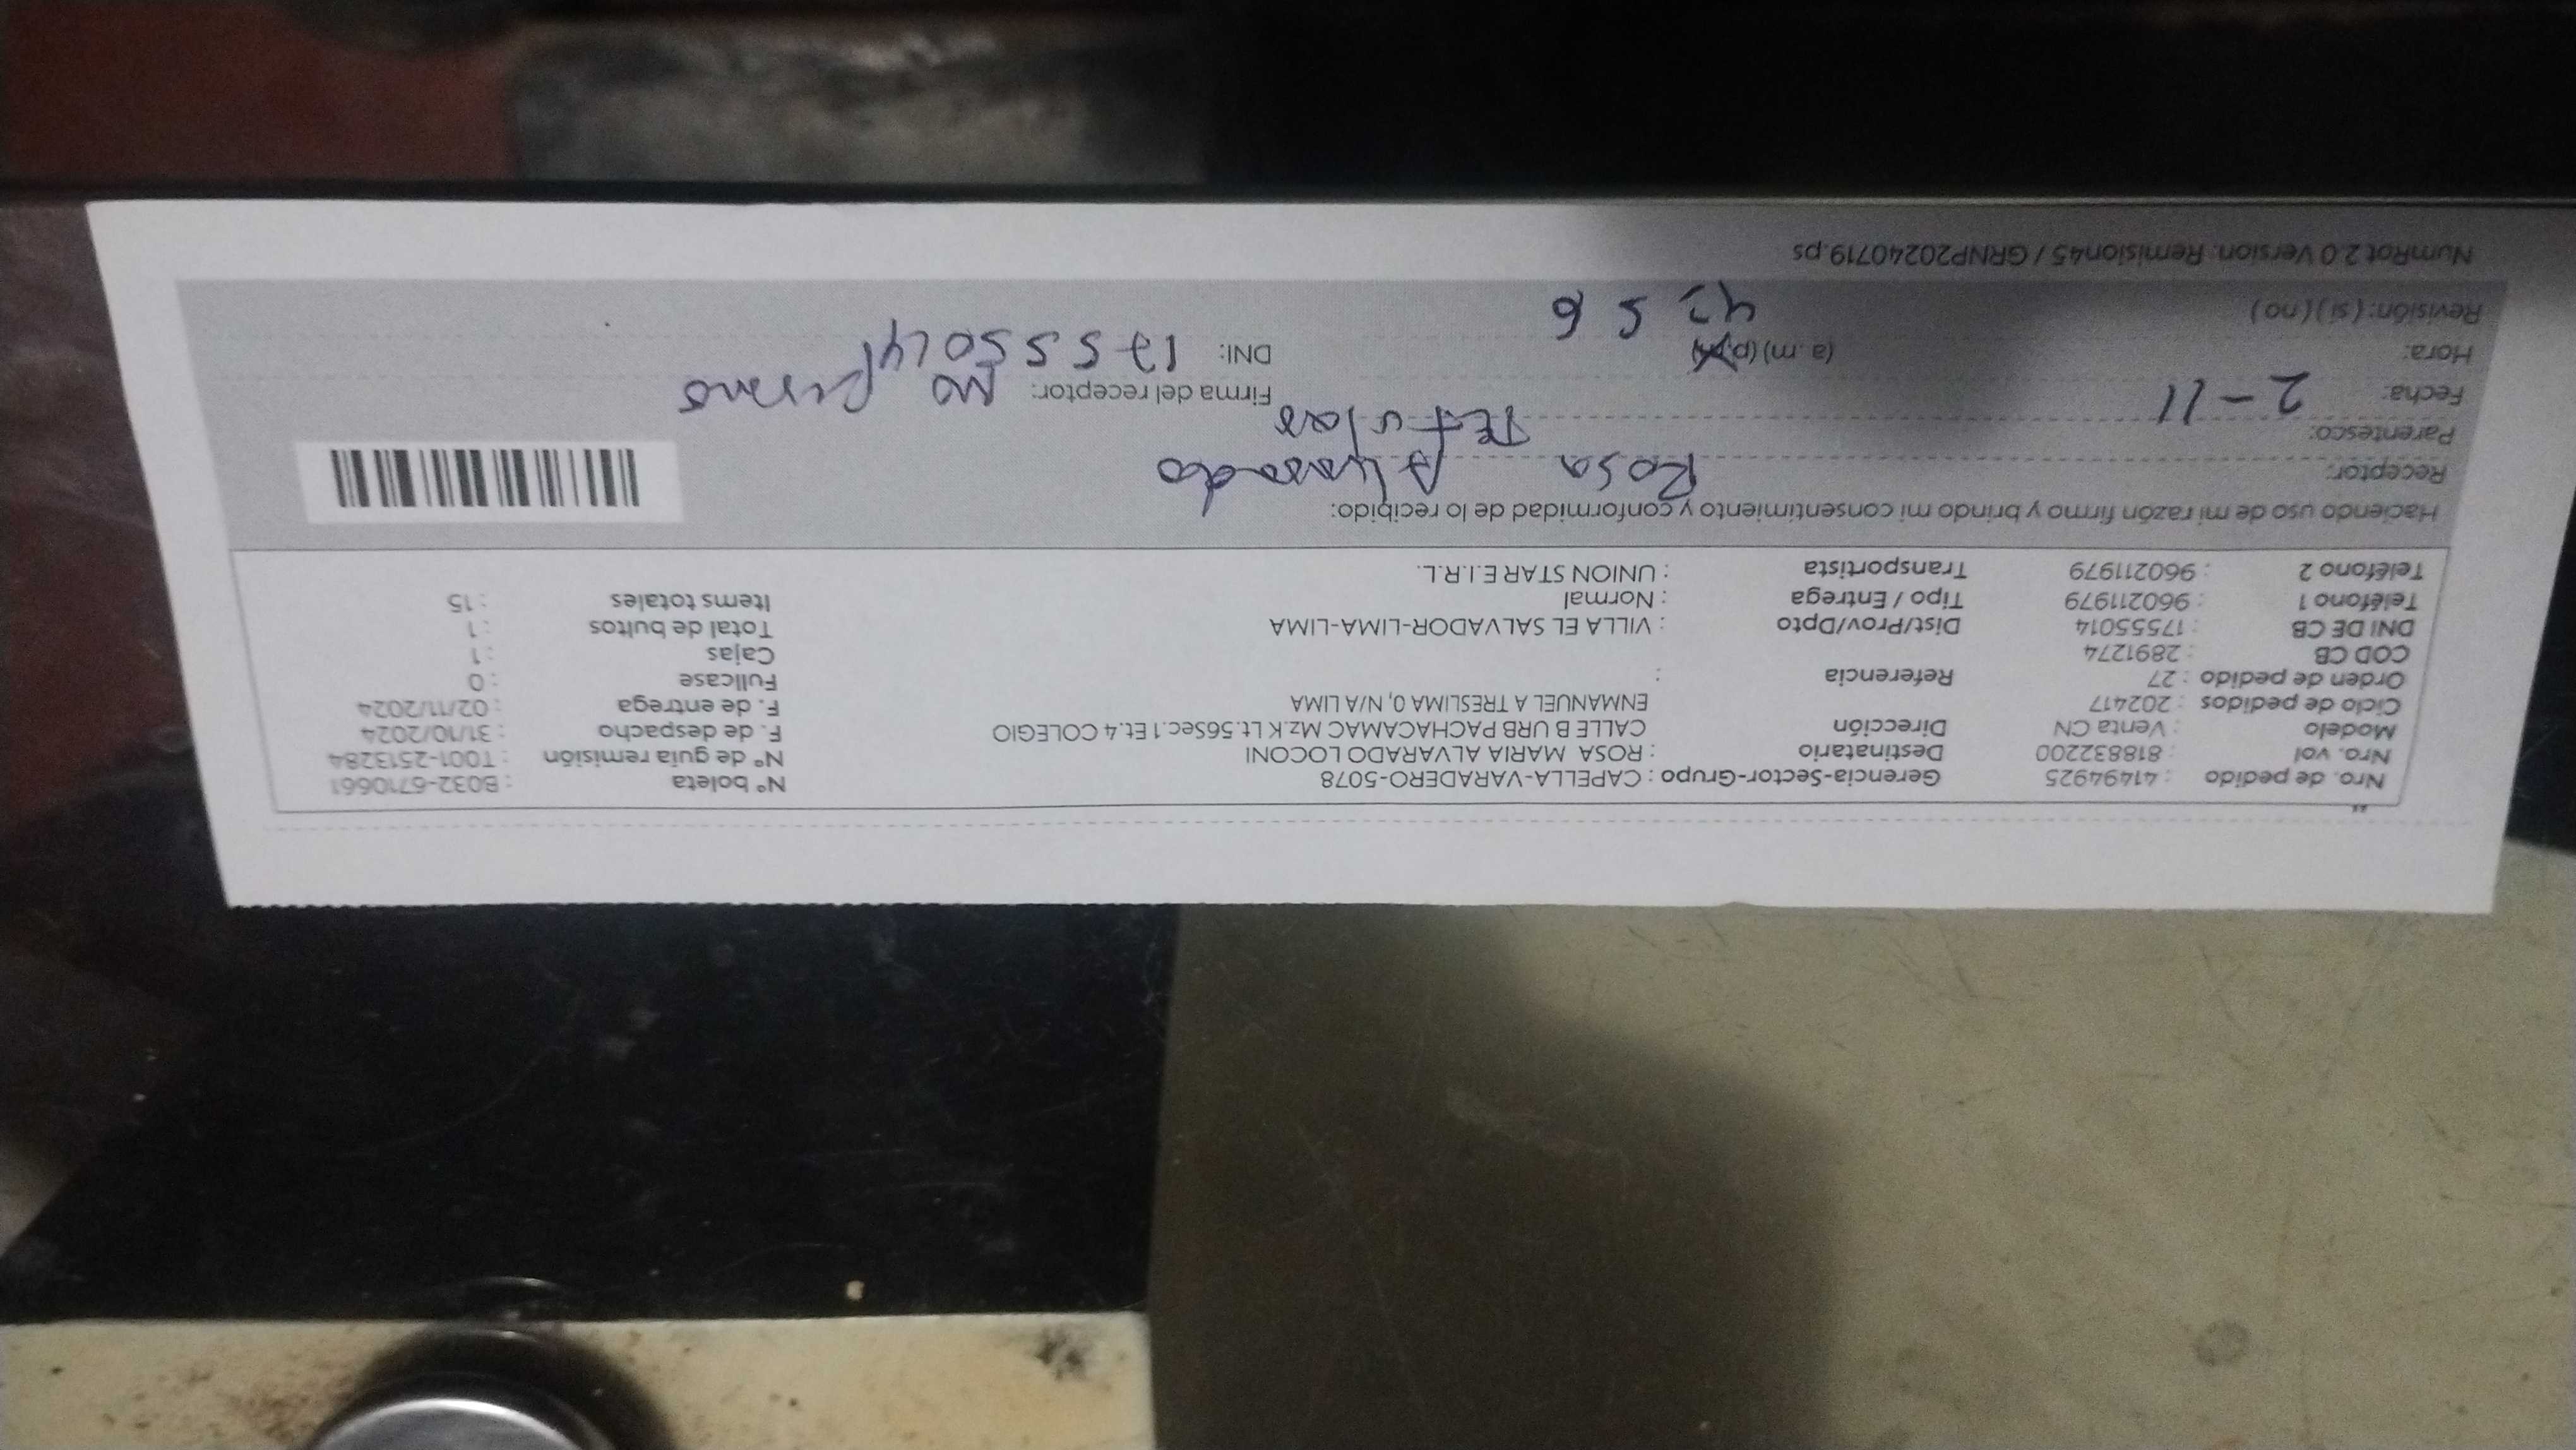 Nro. de pedido : 41494925 Gerencia-Sector-Grupo : CAPELLA-VARADERO-5078 N° boleta : B032-6710661
Nro. vol : 818832200 Destinatario : ROSA MARIA ALVARADO LOCONI N° de guía remisión : T001-2513284
Modelo : Venta CN Dirección CALLE B URB PACHACAMAC Mz.K Lt.56Sec.1 Et.4 COLEGIO F. de despacho : 31/10/2024
Ciclo de pedidos : 202417 ENMANUEL A TRESLIMA 0, N/A LIMA F. de entrega : 02/11/2024
Orden de pedido : 27 Referencia : Fullcase : 0
COD CB : 2891274 Cajas : 1
DNI DE CB : 17555014 Dist/Prov/Dpto : VILLA EL SALVADOR-LIMA-LIMA Total de bultos : 1
Teléfono 1 : 960211979 Tipo / Entrega : Normal Items totales : 15
Teléfono 2 : 960211979 Transportista : UNION STAR E.I.R.L.
Haciendo uso de mi razón firmo y brindo mi consentimiento y conformidad de lo recibido:
Receptor: Rosa Alvarado
Parentesco: Titular
Fecha: 2-11 Firma del receptor: No firmo
Hora: (a.m) (p.m) DNI: 17555014
Revisión: (si) (no) 56
NumRot 2.0 Version: Remision45 / GRNP20240719.ps